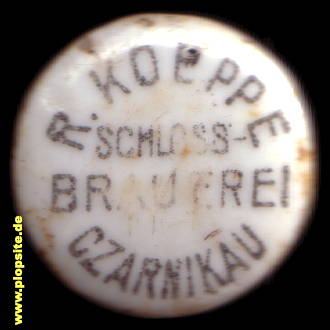 R. KOEPPE
SCHLOSS-
BRAUEREI
CZARNIKAU
www.plopsite.de